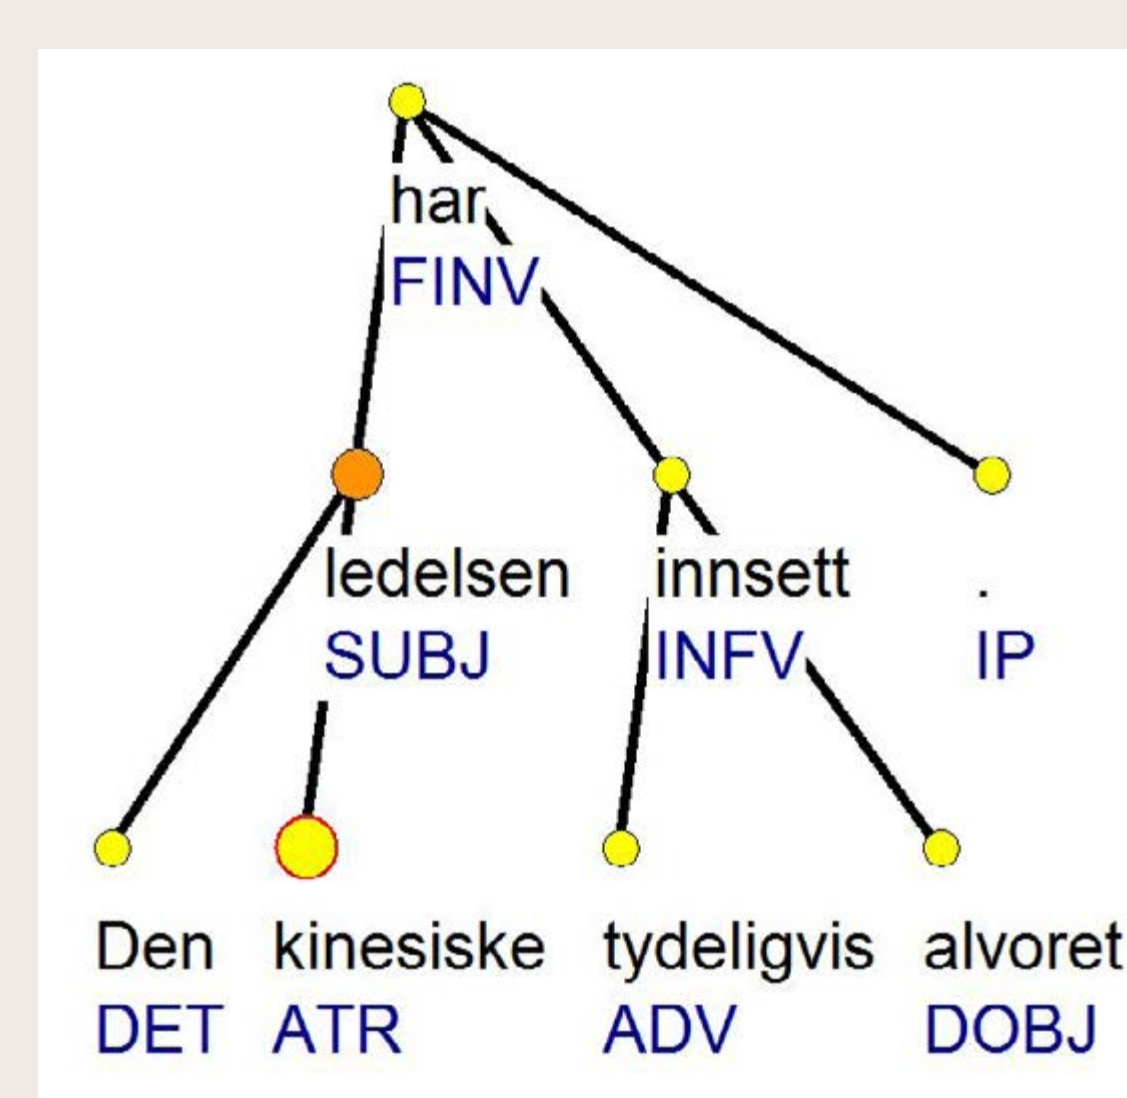 har
FINV
ledelsen innsett .
SUBJ INFV IP
Den kinesiske tydeligvis alvoret
DET ATR ADV DOBJ